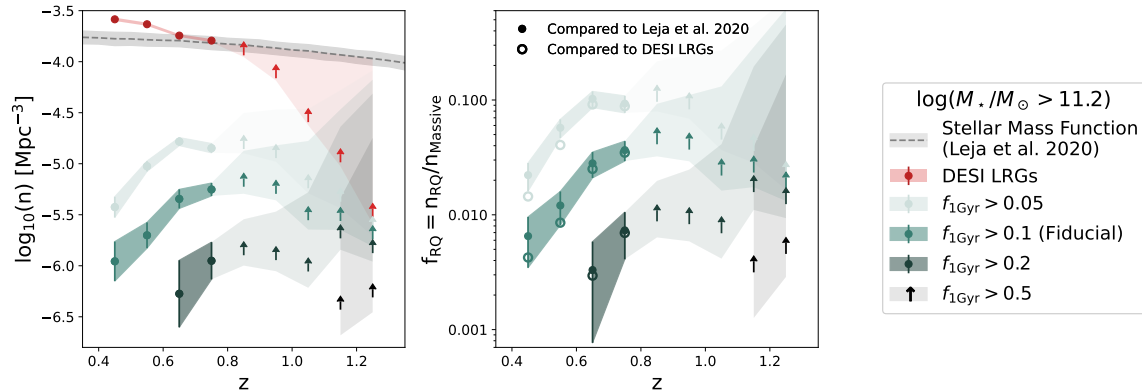 −3.5
−4.0
−4.5
−5.0
−5.5
−6.0
−6.5
log₁₀(n) [Mpc⁻³]
0.4 0.6 0.8 1.0 1.2
z
Compared to Leja et al. 2020
Compared to DESI LRGs
0.100
0.010
0.001
f_RQ = n_RQ/n_Massive
0.4 0.6 0.8 1.0 1.2
z
log(M⋆/M⊙ > 11.2)
Stellar Mass Function
(Leja et al. 2020)
DESI LRGs
f₁Gyr > 0.05
f₁Gyr > 0.1 (Fiducial)
f₁Gyr > 0.2
f₁Gyr > 0.5